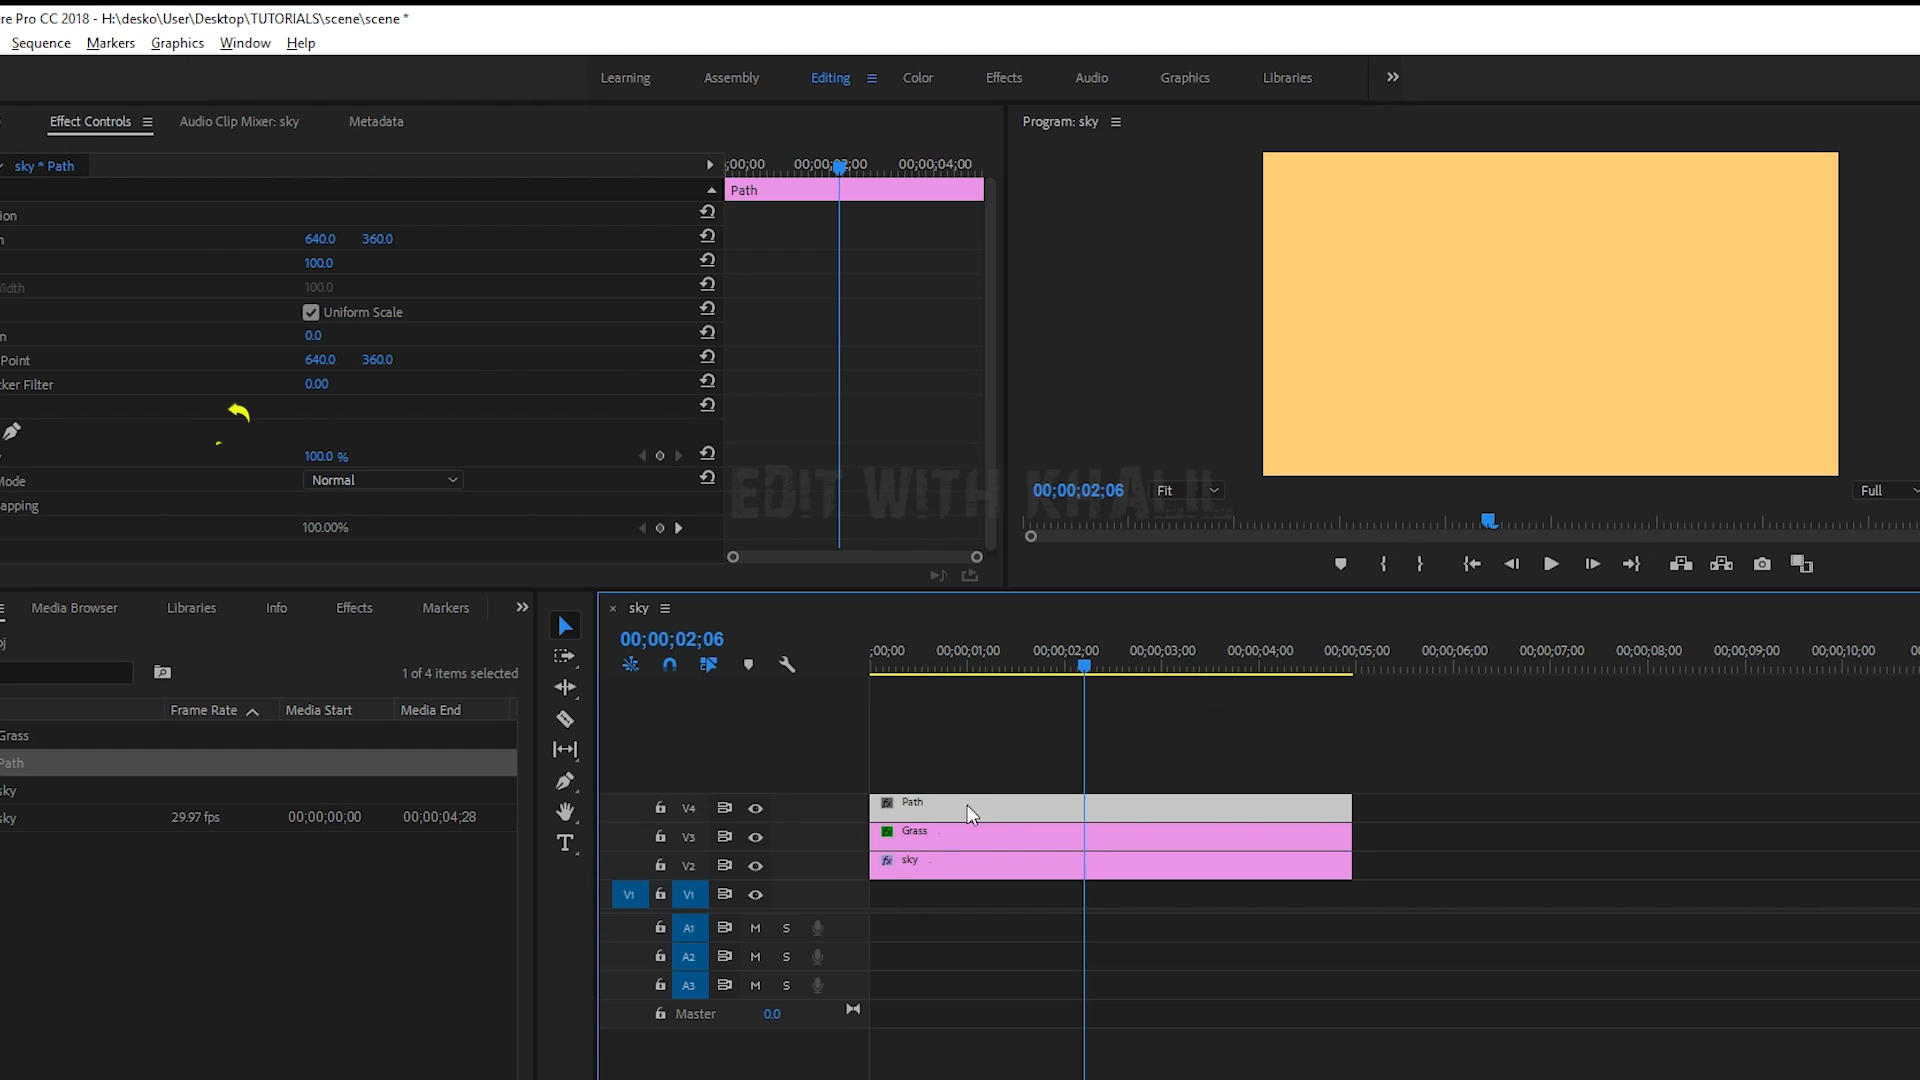 re Pro CC 2018 - H:\desko\User\Desktop\TUTORIALS\scene\scene *
Sequence Markers Graphics Window Help
Learning Assembly Editing Color Effects Audio Graphics Libraries
Effect Controls Audio Clip Mixer: sky Metadata
Program: sky
sky * Path
;00;00 00;00;02;00 00;00;04;00
Path
ion
n 640.0 360.0
100.0
Vidth 100.0
Uniform Scale
n 0.0
Point 640.0 360.0
cker Filter 0.00
y 100.0 %
Mode Normal
apping
100.00%
EDIT WITH KHALIL
00;00;02;06 Fit Full
Media Browser Libraries Info Effects Markers
oj
1 of 4 items selected
Frame Rate Media Start Media End
Grass
Path
sky
sky 29.97 fps 00;00;00;00 00;00;04;28
sky
00;00;02;06
;00;00 00;00;01;00 00;00;02;00 00;00;03;00 00;00;04;00 00;00;05;00 00;00;06;00 00;00;07;00 00;00;08;00 00;00;09;00 00;00;10;00 00
V4 fx Path
V3 fx Grass
V2 fx sky
V1 V1
A1 M S
A2 M S
A3 M S
Master 0.0
T